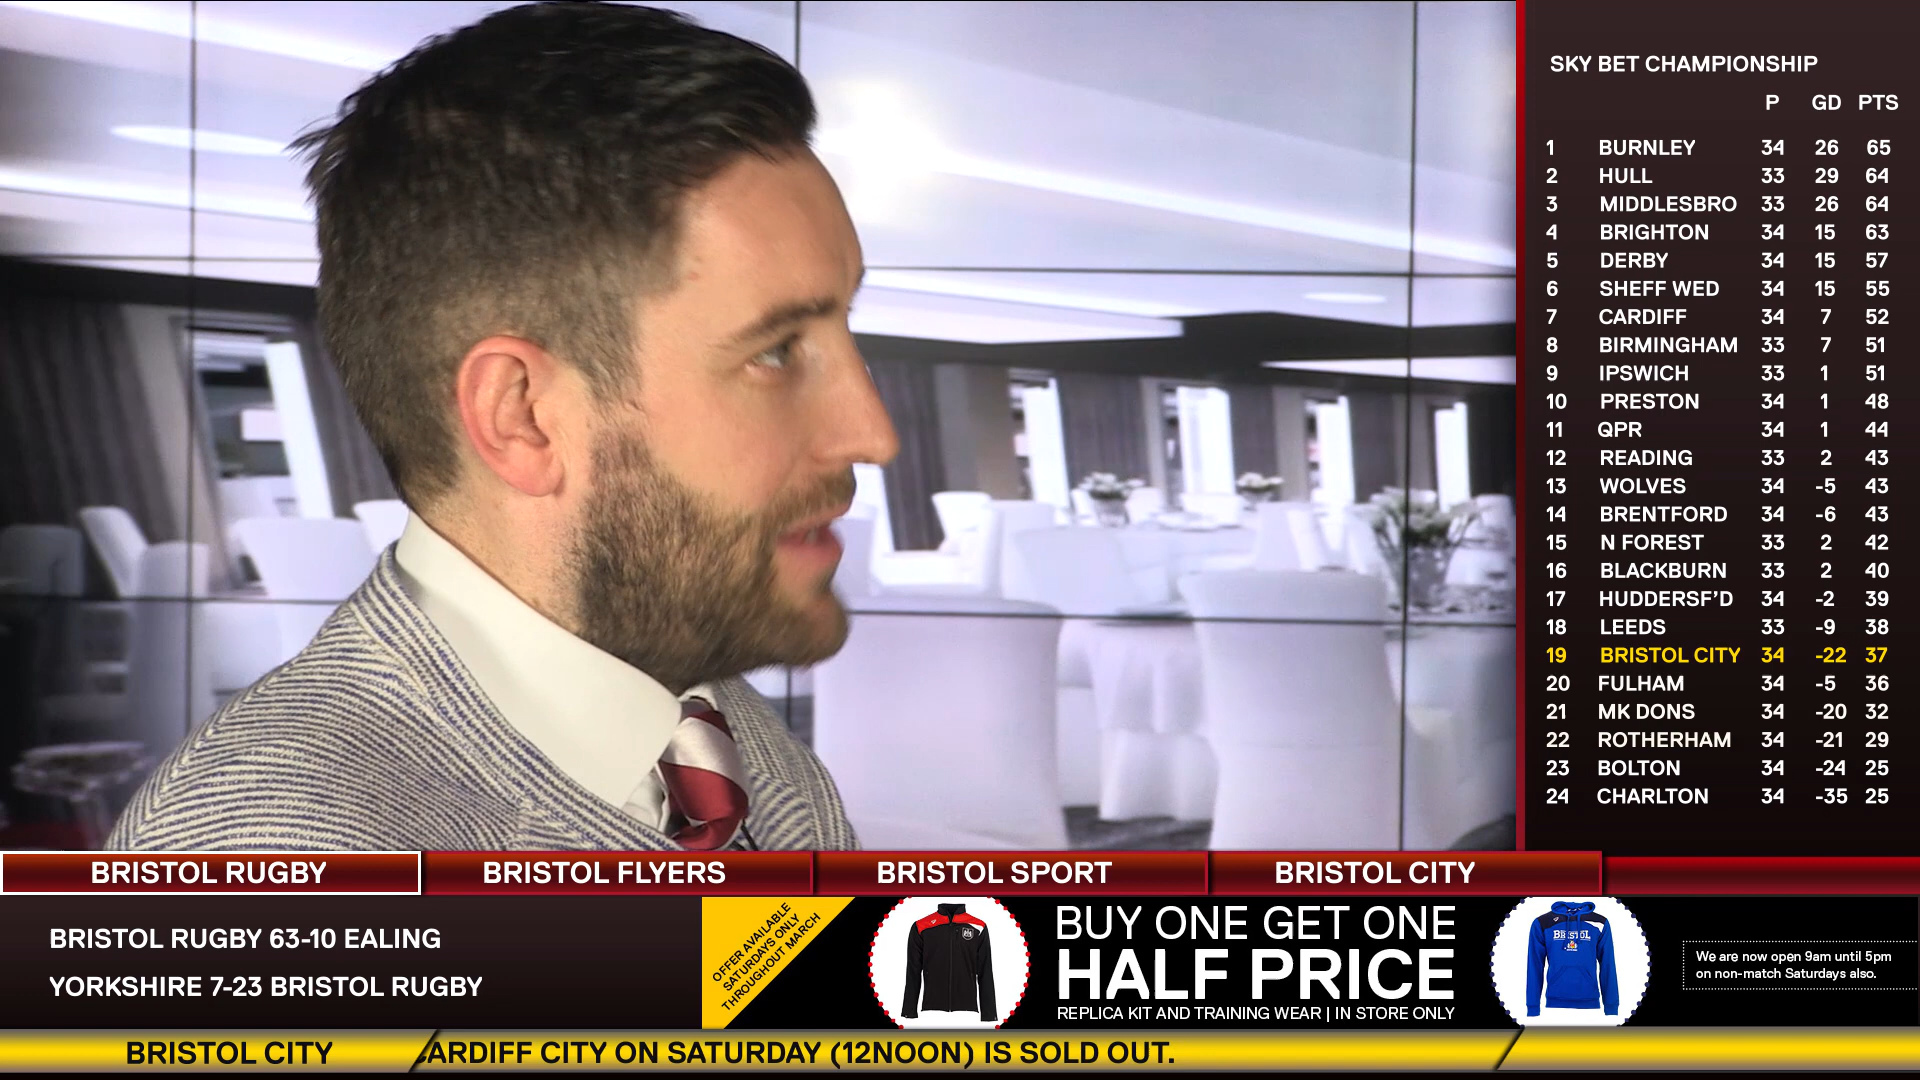 SKY BET CHAMPIONSHIP
P GD PTS
1 BURNLEY 34 26 65
2 HULL 33 29 64
3 MIDDLESBRO 33 26 64
4 BRIGHTON 34 15 63
5 DERBY 34 15 57
6 SHEFF WED 34 15 55
7 CARDIFF 34 7 52
8 BIRMINGHAM 33 7 51
9 IPSWICH 33 1 51
10 PRESTON 34 1 48
11 QPR 34 1 44
12 READING 33 2 43
13 WOLVES 34 -5 43
14 BRENTFORD 34 -6 43
15 N FOREST 33 2 42
16 BLACKBURN 33 2 40
17 HUDDERSF'D 34 -2 39
18 LEEDS 33 -9 38
19 BRISTOL CITY 34 -22 37
20 FULHAM 34 -5 36
21 MK DONS 34 -20 32
22 ROTHERHAM 34 -21 29
23 BOLTON 34 -24 25
24 CHARLTON 34 -35 25
BRISTOL RUGBY BRISTOL FLYERS BRISTOL SPORT BRISTOL CITY
BRISTOL RUGBY 63-10 EALING
YORKSHIRE 7-23 BRISTOL RUGBY
OFFER AVAILABLE
SATURDAYS ONLY
THROUGHOUT MARCH
BUY ONE GET ONE
HALF PRICE
REPLICA KIT AND TRAINING WEAR | IN STORE ONLY
BRISTOL
We are now open 9am until 5pm
on non-match Saturdays also.
BRISTOL CITY
CARDIFF CITY ON SATURDAY (12NOON) IS SOLD OUT.